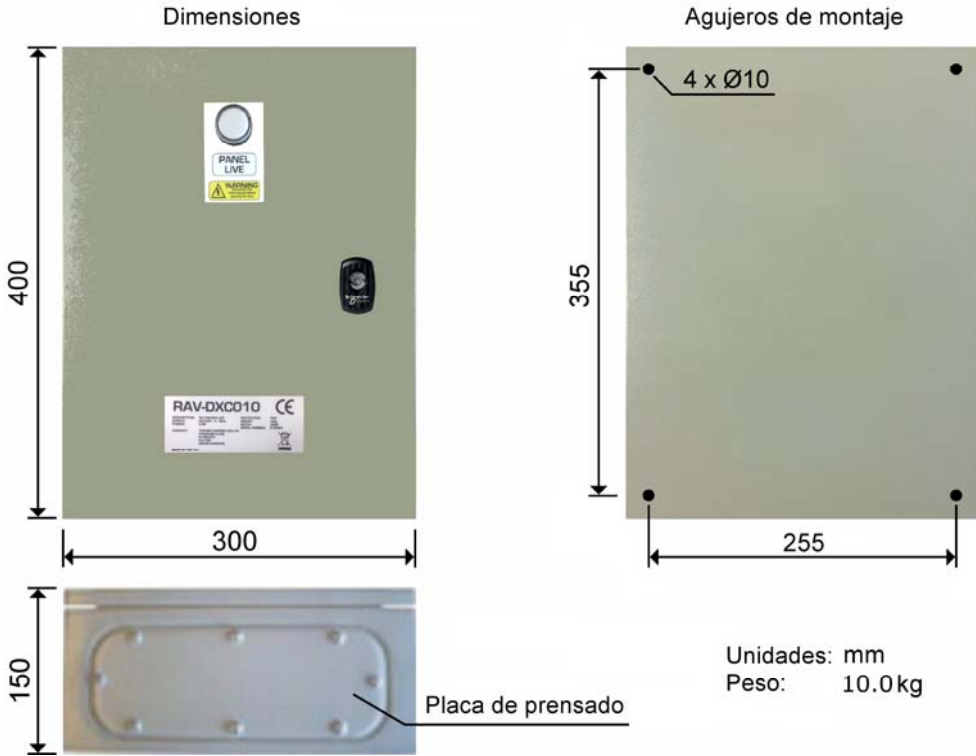 Dimensiones
Agujeros de montaje
4 x Ø10
PANEL
LIVE
WARNING
400
355
RAV-DXC010 CE
300
255
150
Placa de prensado
Unidades: mm
Peso: 10.0kg